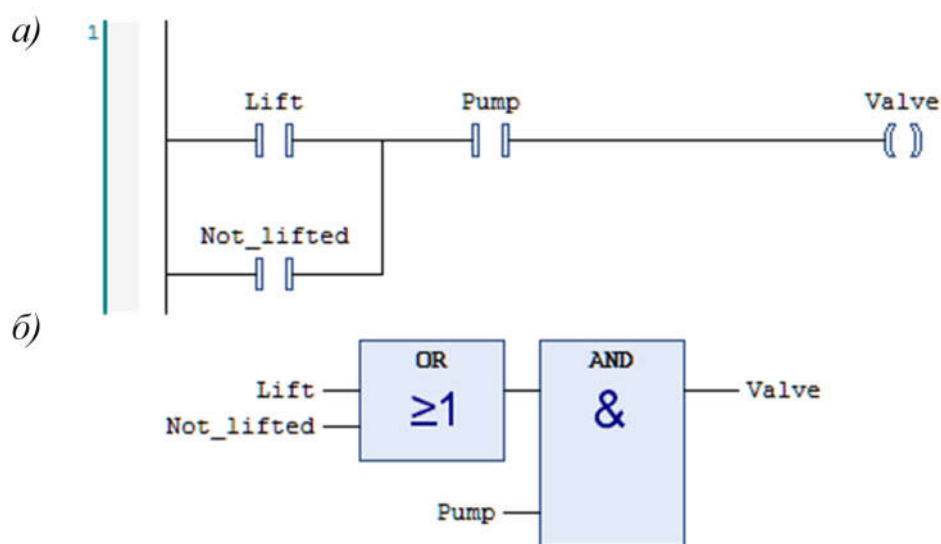 а)
1
Lift Pump Valve
Not_lifted
б)
OR AND
Lift ≥1 & Valve
Not_lifted
Pump